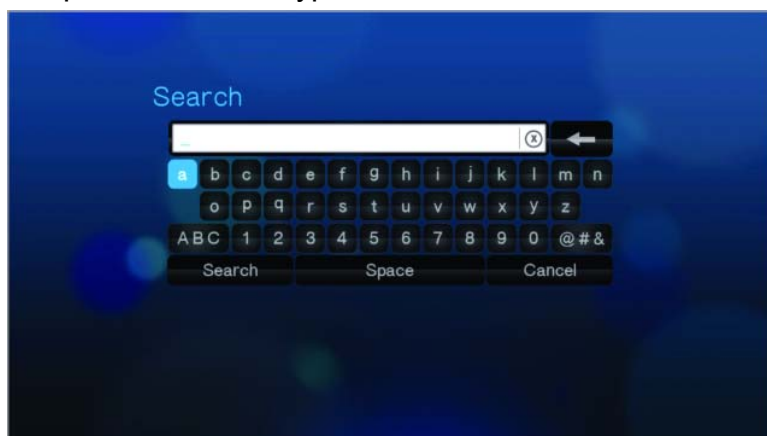 Search
_ ⓧ ←
a b c d e f g h i j k l m n
o p q r s t u v w x y z
ABC 1 2 3 4 5 6 7 8 9 0 @#&
Search Space Cancel